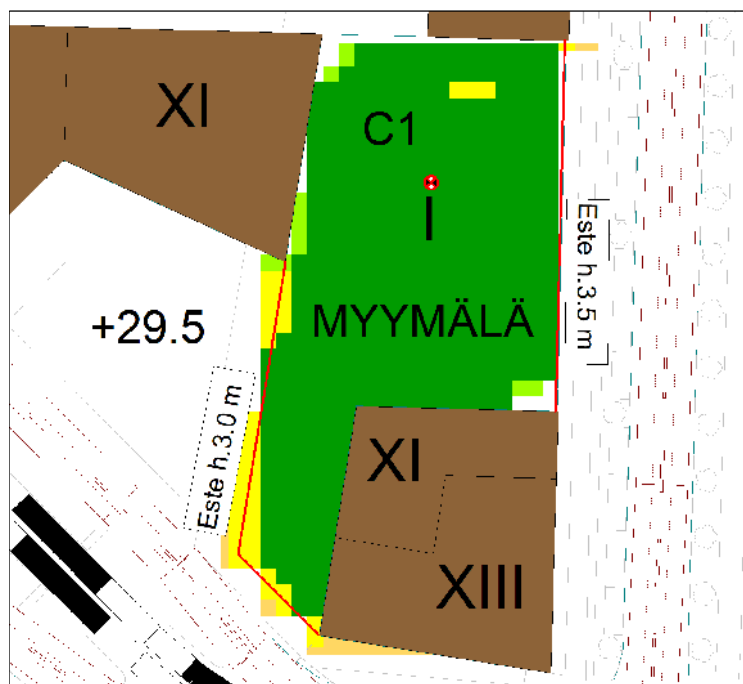 XI
C1
I
Este h.3.5 m
MYYMÄLÄ
+29.5
Este h.3.0 m
XI
XIII